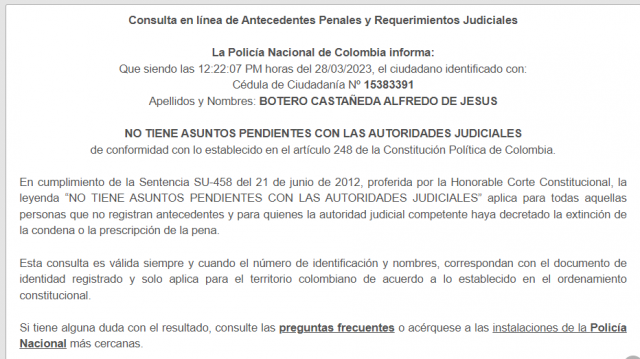 Consulta en línea de Antecedentes Penales y Requerimientos Judiciales
La Policía Nacional de Colombia informa:
Que siendo las 12:22:07 PM horas del 28/03/2023, el ciudadano identificado con:
Cédula de Ciudadanía Nº 15383391
Apellidos y Nombres: BOTERO CASTAÑEDA ALFREDO DE JESUS
NO TIENE ASUNTOS PENDIENTES CON LAS AUTORIDADES JUDICIALES
de conformidad con lo establecido en el artículo 248 de la Constitución Política de Colombia.
En cumplimiento de la Sentencia SU-458 del 21 de junio de 2012, proferida por la Honorable Corte Constitucional, la
leyenda “NO TIENE ASUNTOS PENDIENTES CON LAS AUTORIDADES JUDICIALES” aplica para todas aquellas
personas que no registran antecedentes y para quienes la autoridad judicial competente haya decretado la extinción de
la condena o la prescripción de la pena.
Esta consulta es válida siempre y cuando el número de identificación y nombres, correspondan con el documento de
identidad registrado y solo aplica para el territorio colombiano de acuerdo a lo establecido en el ordenamiento
constitucional.
Si tiene alguna duda con el resultado, consulte las preguntas frecuentes o acérquese a las instalaciones de la Policía
Nacional más cercanas.